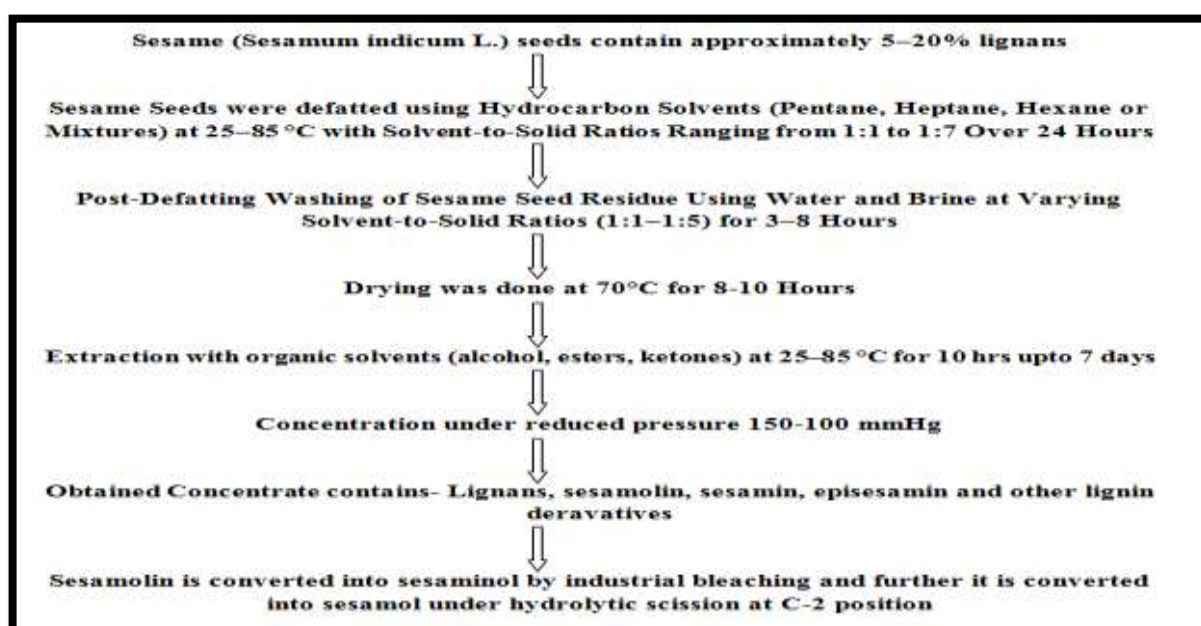 Sesame (Sesamum indicum L.) seeds contain approximately 5–20% lignans
Sesame Seeds were defatted using Hydrocarbon Solvents (Pentane, Heptane, Hexane or
Mixtures) at 25–85 °C with Solvent-to-Solid Ratios Ranging from 1:1 to 1:7 Over 24 Hours
Post-Defatting Washing of Sesame Seed Residue Using Water and Brine at Varying
Solvent-to-Solid Ratios (1:1–1:5) for 3–8 Hours
Drying was done at 70°C for 8-10 Hours
Extraction with organic solvents (alcohol, esters, ketones) at 25–85 °C for 10 hrs upto 7 days
Concentration under reduced pressure 150-100 mmHg
Obtained Concentrate contains- Lignans, sesamolin, sesamin, episesamin and other lignin
deravatives
Sesamolin is converted into sesaminol by industrial bleaching and further it is converted
into sesamol under hydrolytic scission at C-2 position